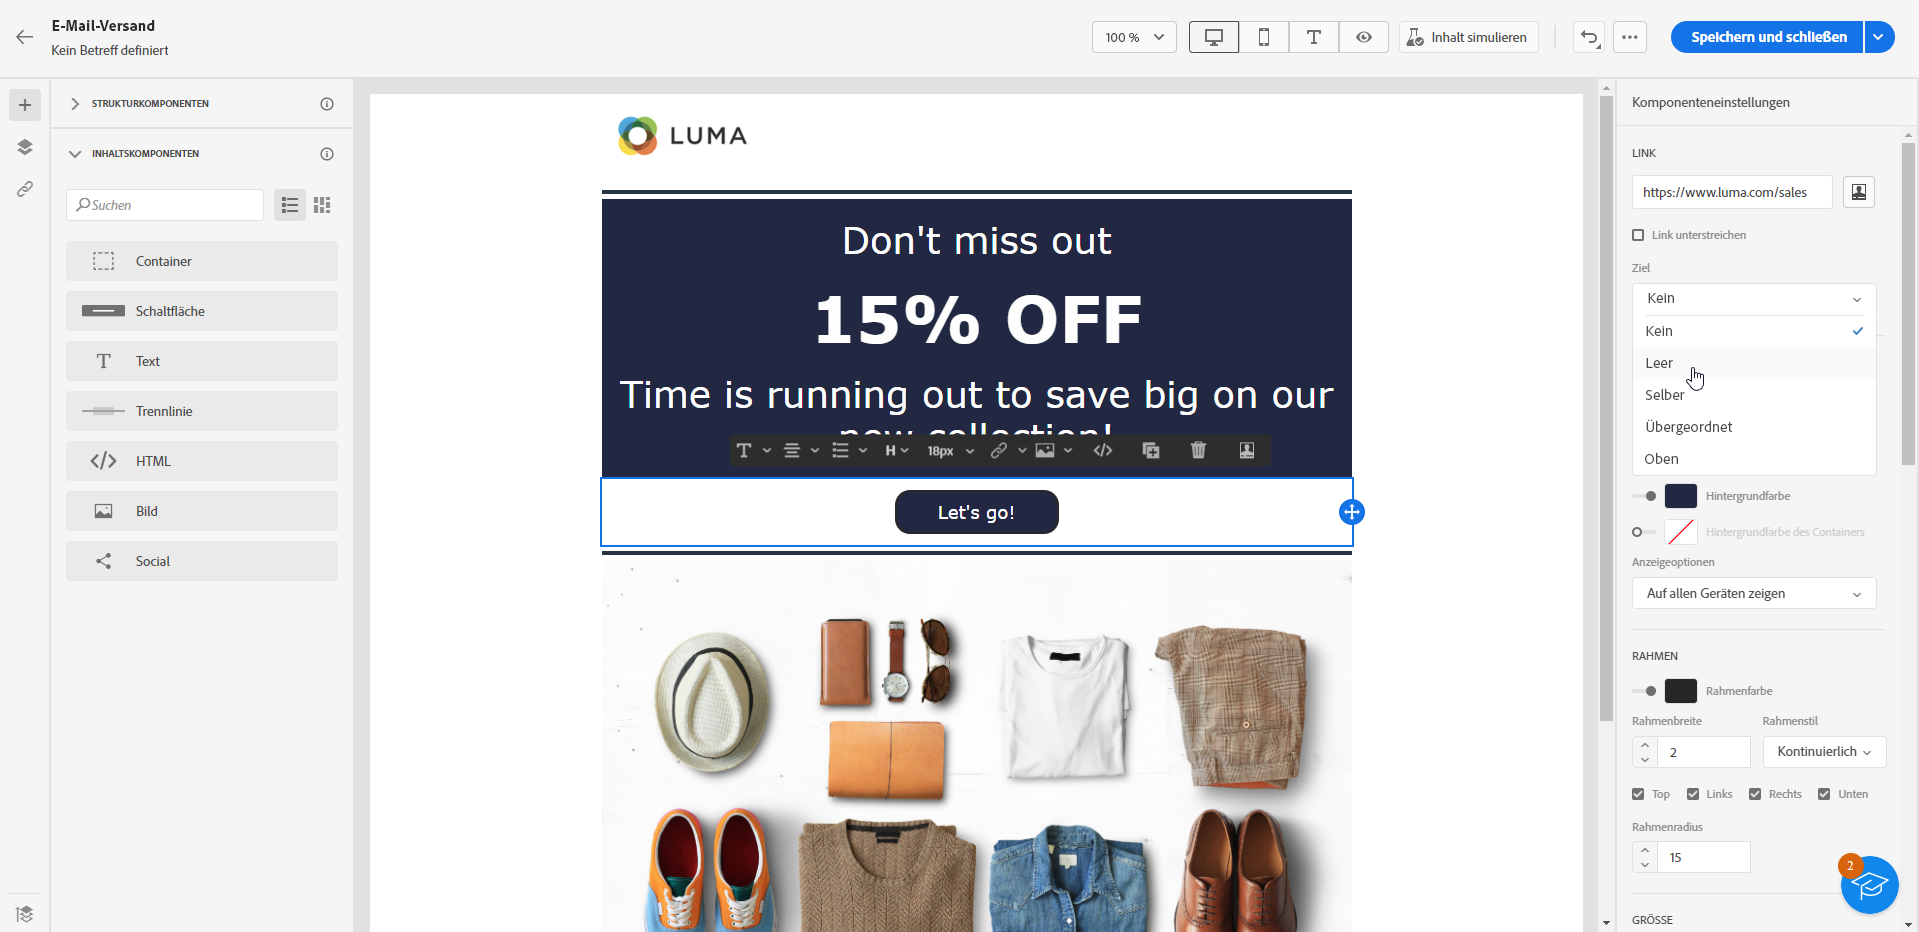 E-Mail-Versand
Kein Betreff definiert
100 %
Inhalt simulieren
Speichern und schließen
STRUKTURKOMPONENTEN
INHALTSKOMPONENTEN
Suchen
Container
Schaltfläche
Text
Trennlinie
HTML
Bild
Social
LUMA
Don't miss out
15% OFF
Time is running out to save big on our
new collection!
H
18px
Let's go!
Komponenteneinstellungen
LINK
https://www.luma.com/sales
Link unterstreichen
Ziel
Kein
Kein
Leer
Selber
Übergeordnet
Oben
Hintergrundfarbe
Hintergrundfarbe des Containers
Anzeigeoptionen
Auf allen Geräten zeigen
RAHMEN
Rahmenfarbe
Rahmenbreite Rahmenstil
2 Kontinuierlich
Top Links Rechts Unten
Rahmenradius
15
2
GRÖSSE